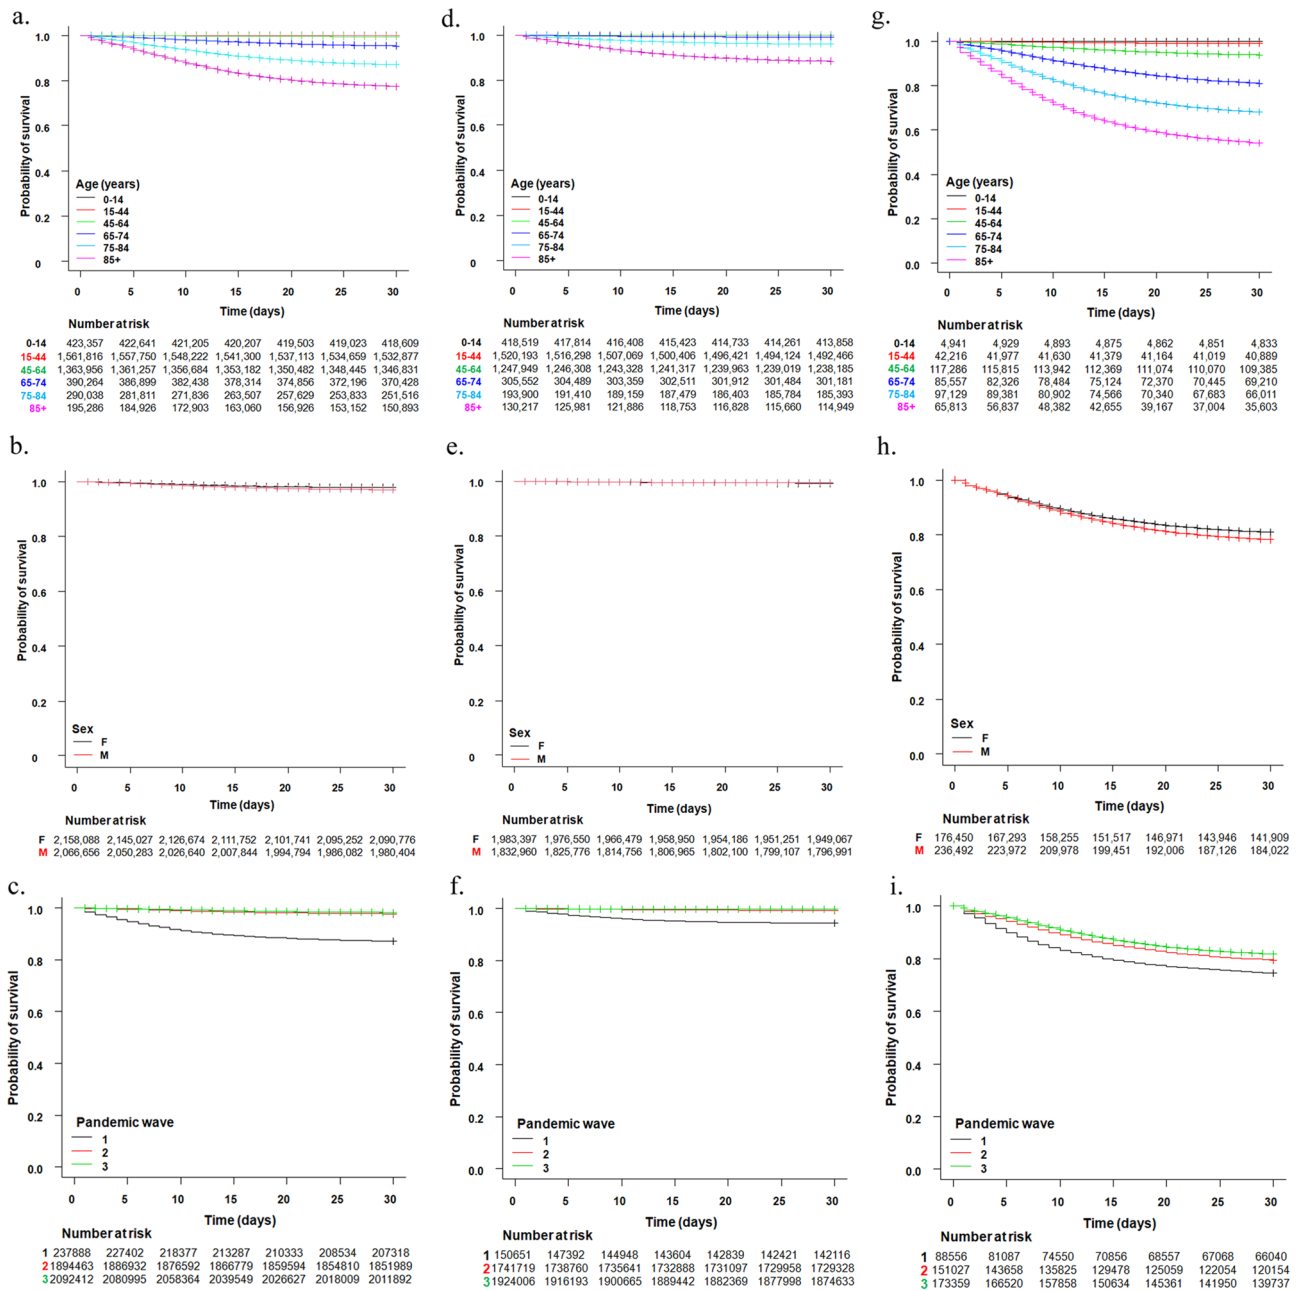 a.
Probability of survival
1.0
0.8
0.6
0.4
0.2
0
Age (years)
0-14
15-44
45-64
65-74
75-84
85+
0 5 10 15 20 25 30
Time (days)
Number at risk
0-14 423,357 422,641 421,205 420,207 419,503 419,023 418,609
15-44 1,561,816 1,557,750 1,548,222 1,541,300 1,537,113 1,534,659 1,532,877
45-64 1,363,956 1,361,257 1,356,684 1,353,182 1,350,482 1,348,445 1,346,831
65-74 390,264 386,899 382,438 378,314 374,856 372,196 370,428
75-84 290,038 281,811 271,836 263,507 257,629 253,833 251,516
85+ 195,286 184,926 172,903 163,060 156,926 153,152 150,893
d.
Probability of survival
1.0
0.8
0.6
0.4
0.2
0
Age (years)
0-14
15-44
45-64
65-74
75-84
85+
0 5 10 15 20 25 30
Time (days)
Number at risk
0-14 418,519 417,814 416,408 415,423 414,733 414,261 413,858
15-44 1,520,193 1,516,298 1,507,069 1,500,406 1,496,421 1,494,124 1,492,466
45-64 1,247,949 1,246,308 1,243,328 1,241,317 1,239,963 1,239,019 1,238,185
65-74 305,552 304,489 303,359 302,511 301,912 301,484 301,181
75-84 193,900 191,410 189,159 187,479 186,403 185,784 185,393
85+ 130,217 125,981 121,886 118,753 116,828 115,660 114,949
g.
Probability of survival
1.0
0.8
0.6
0.4
0.2
0.0
Age (years)
0-14
15-44
45-64
65-74
75-84
85+
0 5 10 15 20 25 30
Time (days)
Number at risk
0-14 4,941 4,929 4,893 4,875 4,862 4,851 4,833
15-44 42,216 41,977 41,630 41,379 41,164 41,019 40,889
45-64 117,286 115,815 113,942 112,369 111,074 110,070 109,385
65-74 85,557 82,326 78,484 75,124 72,370 70,445 69,210
75-84 97,129 89,381 80,902 74,566 70,340 67,683 66,011
85+ 65,813 56,837 48,382 42,655 39,167 37,004 35,603
b.
Probability of survival
1.0
0.8
0.6
0.4
0.2
0
Sex
F
M
0 5 10 15 20 25 30
Time (days)
Number at risk
F 2,158,088 2,145,027 2,126,674 2,111,752 2,101,741 2,095,252 2,090,776
M 2,066,656 2,050,283 2,026,640 2,007,844 1,994,794 1,986,082 1,980,404
e.
Probability of survival
1.0
0.8
0.6
0.4
0.2
0
Sex
F
M
0 5 10 15 20 25 30
Time (days)
Number at risk
F 1,983,397 1,976,550 1,966,479 1,958,950 1,954,186 1,951,251 1,949,067
M 1,832,960 1,825,776 1,814,756 1,806,965 1,802,100 1,799,107 1,796,991
h.
Probability of survival
1.0
0.8
0.6
0.4
0.2
0.0
Sex
F
M
0 5 10 15 20 25 30
Time (days)
Number at risk
F 176,450 167,293 158,255 151,517 146,971 143,946 141,909
M 236,492 223,972 209,978 199,451 192,006 187,126 184,022
c.
Probability of survival
1.0
0.8
0.6
0.4
0.2
0.0
Pandemic wave
1
2
3
0 5 10 15 20 25 30
Time (days)
Number at risk
1 237888 227402 218377 213287 210333 208534 207318
2 1894463 1886932 1876592 1866779 1859594 1854810 1851989
3 2092412 2080995 2058364 2039549 2026627 2018009 2011892
f.
Probability of survival
1.0
0.8
0.6
0.4
0.2
0.0
Pandemic wave
1
2
3
0 5 10 15 20 25 30
Time (days)
Number at risk
1 150651 147392 144948 143604 142839 142421 142116
2 1741719 1738760 1735641 1732888 1731097 1729958 1729328
3 1924006 1916193 1900665 1889442 1882369 1877998 1874633
i.
Probability of survival
1.0
0.8
0.6
0.4
0.2
0.0
Pandemic wave
1
2
3
0 5 10 15 20 25 30
Time (days)
Number at risk
1 88556 81087 74550 70856 68557 67068 66040
2 151027 143658 135825 129478 125059 122054 120154
3 173359 166520 157858 150634 145361 141950 139737